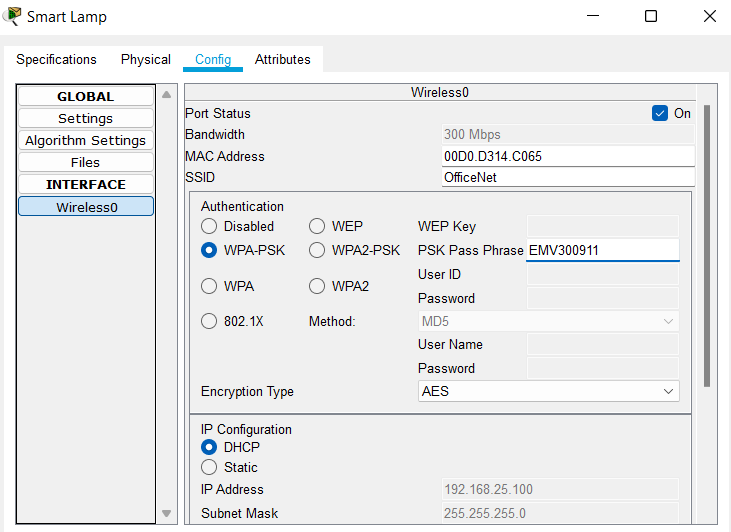 Smart Lamp
Specifications Physical Config Attributes
GLOBAL
Settings
Algorithm Settings
Files
INTERFACE
Wireless0
Wireless0
Port Status On
Bandwidth 300 Mbps
MAC Address 00D0.D314.C065
SSID OfficeNet
Authentication
Disabled WEP WEP Key
WPA-PSK WPA2-PSK PSK Pass Phrase EMV300911
User ID
WPA WPA2
Password
802.1X Method: MD5
User Name
Password
Encryption Type AES
IP Configuration
DHCP
Static
IP Address 192.168.25.100
Subnet Mask 255.255.255.0